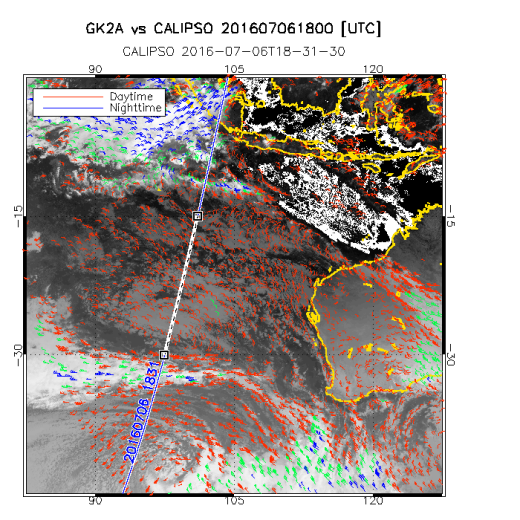 GK2A vs CALIPSO 201607061800 [UTC]
CALIPSO 2016-07-06T18-31-30
90 105 120
Daytime
Nighttime
-15 -15
-30 -30
20160706 1831
90 105 120